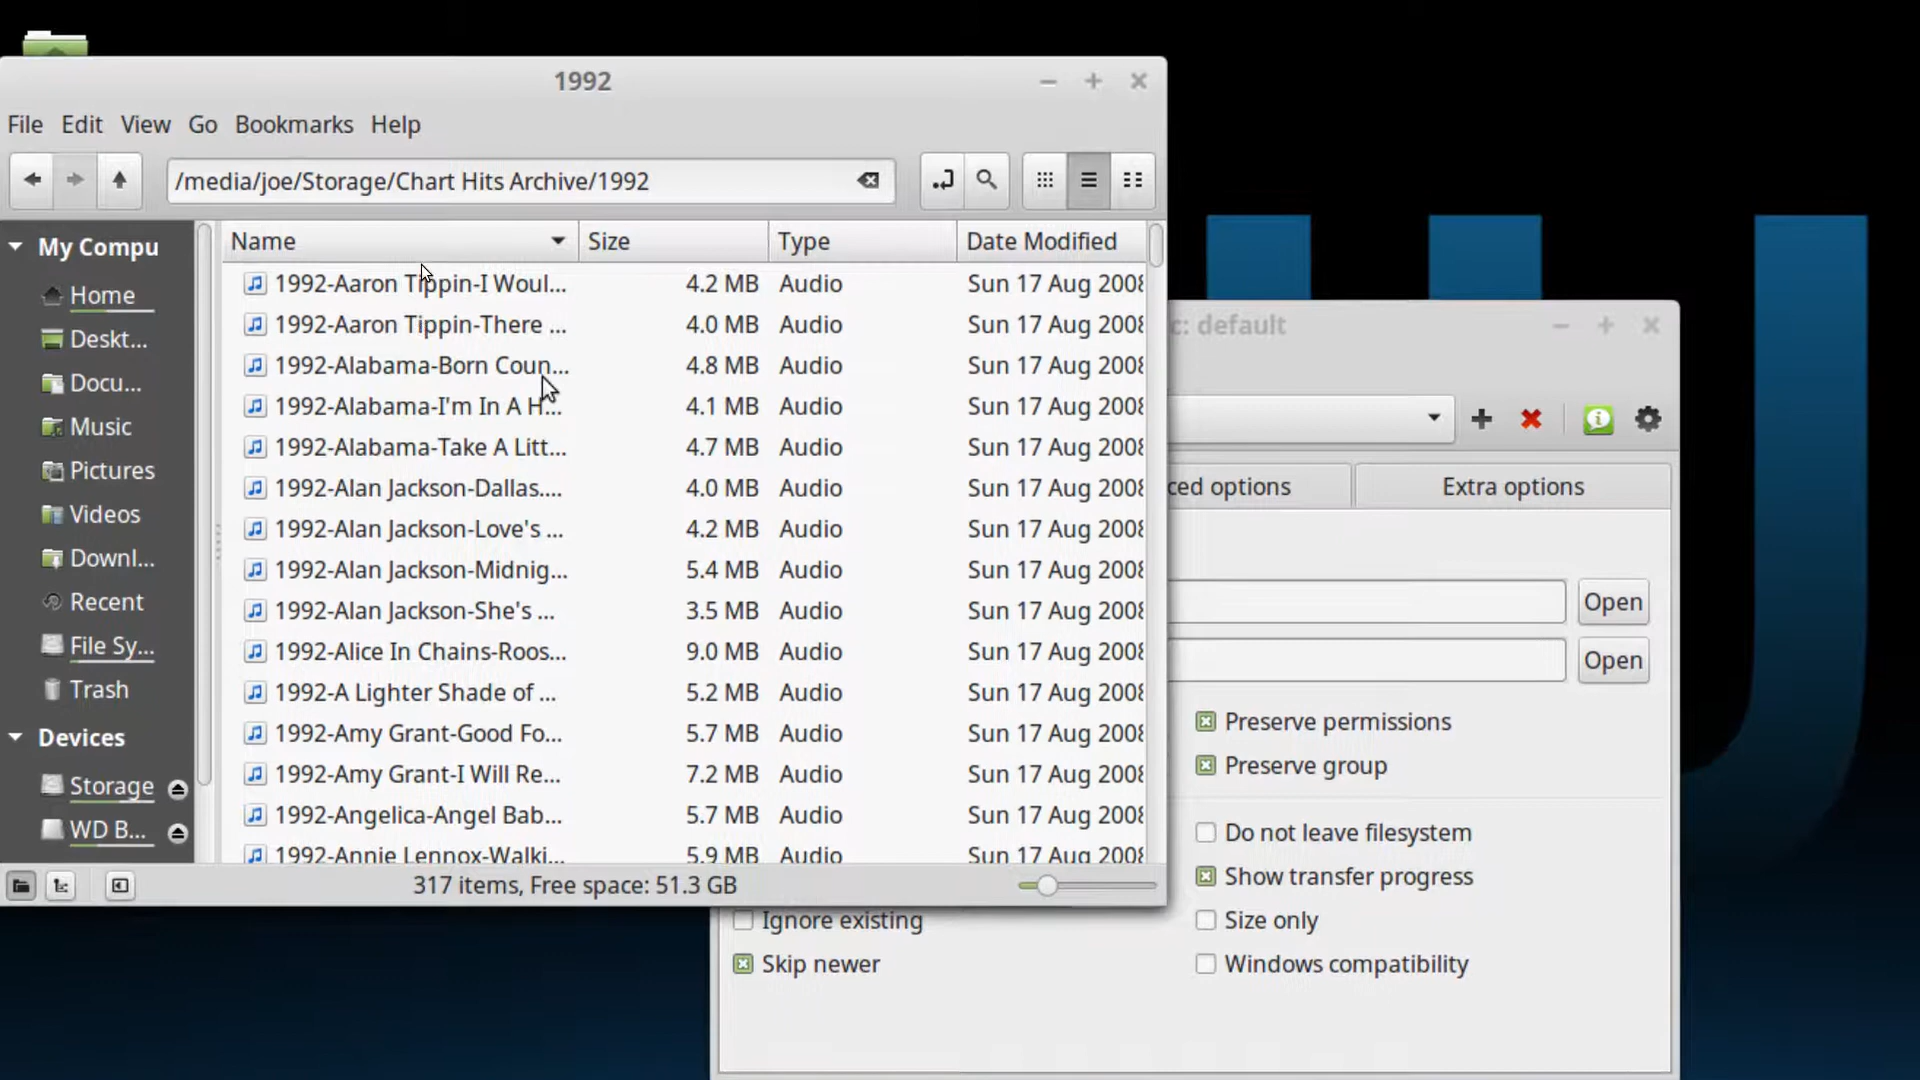 1992
File Edit View Go Bookmarks Help
/media/joe/Storage/Chart Hits Archive/1992
Name Size Type Date Modified
1992-Aaron Tippin-I Woul... 4.2 MB Audio Sun 17 Aug 2008
1992-Aaron Tippin-There ... 4.0 MB Audio Sun 17 Aug 2008
1992-Alabama-Born Coun... 4.8 MB Audio Sun 17 Aug 2008
1992-Alabama-I'm In A H... 4.1 MB Audio Sun 17 Aug 2008
1992-Alabama-Take A Litt... 4.7 MB Audio Sun 17 Aug 2008
1992-Alan Jackson-Dallas.... 4.0 MB Audio Sun 17 Aug 2008
1992-Alan Jackson-Love's ... 4.2 MB Audio Sun 17 Aug 2008
1992-Alan Jackson-Midnig... 5.4 MB Audio Sun 17 Aug 2008
1992-Alan Jackson-She's ... 3.5 MB Audio Sun 17 Aug 2008
1992-Alice In Chains-Roos... 9.0 MB Audio Sun 17 Aug 2008
1992-A Lighter Shade of ... 5.2 MB Audio Sun 17 Aug 2008
1992-Amy Grant-Good Fo... 5.7 MB Audio Sun 17 Aug 2008
1992-Amy Grant-I Will Re... 7.2 MB Audio Sun 17 Aug 2008
1992-Angelica-Angel Bab... 5.7 MB Audio Sun 17 Aug 2008
1992-Annie Lennox-Walki... 5.9 MB Audio Sun 17 Aug 2008
My Compu
Home
Deskt...
Docu...
Music
Pictures
Videos
Downl...
Recent
File Sy...
Trash
Devices
Storage
WD B...
317 items, Free space: 51.3 GB
c: default
ced options Extra options
Open
Open
Preserve permissions
Preserve group
Do not leave filesystem
Show transfer progress
Ignore existing Size only
Skip newer Windows compatibility